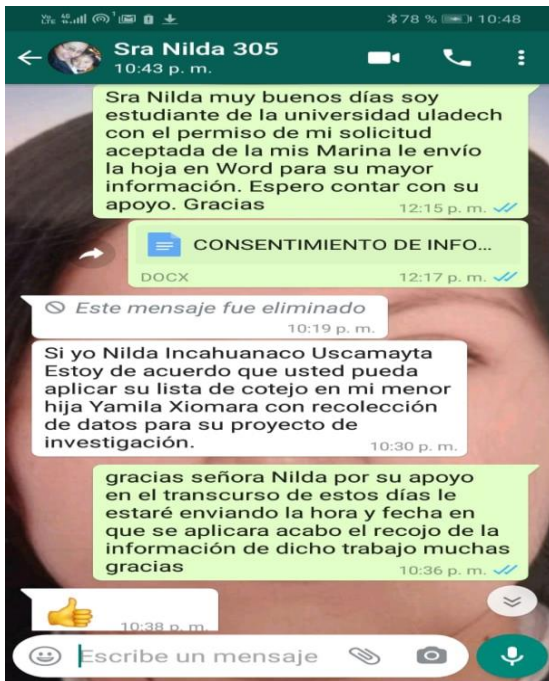 Vo LTE 4G 78 % 10:48
Sra Nilda 305
10:43 p. m.
Sra Nilda muy buenos días soy
estudiante de la universidad uladech
con el permiso de mi solicitud
aceptada de la mis Marina le envío
la hoja en Word para su mayor
información. Espero contar con su
apoyo. Gracias
12:15 p. m.
CONSENTIMIENTO DE INFO...
DOCX 12:17 p. m.
Este mensaje fue eliminado
10:19 p. m.
Si yo Nilda Incahuanaco Uscamayta
Estoy de acuerdo que usted pueda
aplicar su lista de cotejo en mi menor
hija Yamila Xiomara con recolección
de datos para su proyecto de
investigación.
10:30 p. m.
gracias señora Nilda por su apoyo
en el transcurso de estos días le
estaré enviando la hora y fecha en
que se aplicara acabo el recojo de la
información de dicho trabajo muchas
gracias
10:36 p. m.
10:38 p. m.
Escribe un mensaje